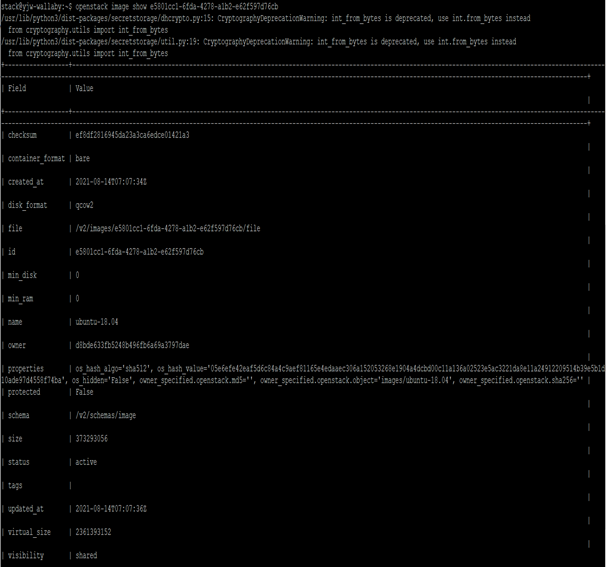 stack@yjw-wallaby:~$ openstack image show e5801cc1-6fda-4278-a1b2-e62f597d76cb
/usr/lib/python3/dist-packages/secretstorage/dhcrypto.py:15: CryptographyDeprecationWarning: int_from_bytes is deprecated, use int.from_bytes instead
  from cryptography.utils import int_from_bytes
/usr/lib/python3/dist-packages/secretstorage/util.py:19: CryptographyDeprecationWarning: int_from_bytes is deprecated, use int.from_bytes instead
  from cryptography.utils import int_from_bytes
| Field | Value |
| checksum | ef8df2816945da23a3ca6edce01421a3 |
| container_format | bare |
| created_at | 2021-08-14T07:07:34Z |
| disk_format | qcow2 |
| file | /v2/images/e5801cc1-6fda-4278-a1b2-e62f597d76cb/file |
| id | e5801cc1-6fda-4278-a1b2-e62f597d76cb |
| min_disk | 0 |
| min_ram | 0 |
| name | ubuntu-18.04 |
| owner | d8bde633fb5248b496fb6a69a3797dae |
| properties | os_hash_algo='sha512', os_hash_value='
10ade97d4558f74ba', os_hidden='False', owner_specified.openstack.md5='', owner_specified.openstack.object='images/ubuntu-18.04', owner_specified.openstack.sha256='' |
| protected | False |
| schema | /v2/schemas/image |
| size | 373293056 |
| status | active |
| tags | |
| updated_at | 2021-08-14T07:07:36Z |
| virtual_size | 2361393152 |
| visibility | shared